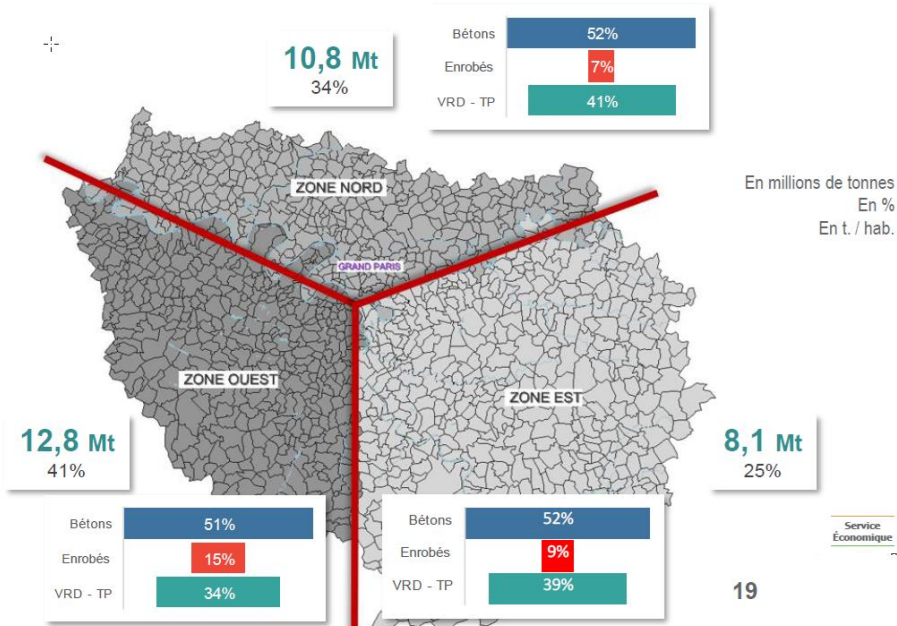 10,8 Mt
34%
Bétons 52%
Enrobés 7%
VRD - TP 41%
En millions de tonnes
En %
En t. / hab.
ZONE NORD
GRAND PARIS
ZONE OUEST
ZONE EST
12,8 Mt
41%
8,1 Mt
25%
Bétons 51%
Enrobés 15%
VRD - TP 34%
Bétons 52%
Enrobés 9%
VRD - TP 39%
Service
Économique
19